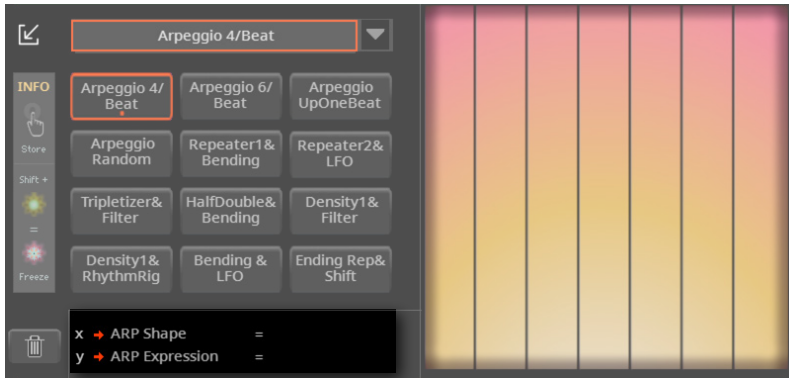 Arpeggio 4/Beat
INFO
Store
Shift +
=
Freeze
Arpeggio 4/
Beat
Arpeggio 6/
Beat
Arpeggio
UpOneBeat
Arpeggio
Random
Repeater1&
Bending
Repeater2&
LFO
Tripletizer&
Filter
HalfDouble&
Bending
Density1&
Filter
Density1&
RhythmRig
Bending &
LFO
Ending Rep&
Shift
x → ARP Shape =
y → ARP Expression =